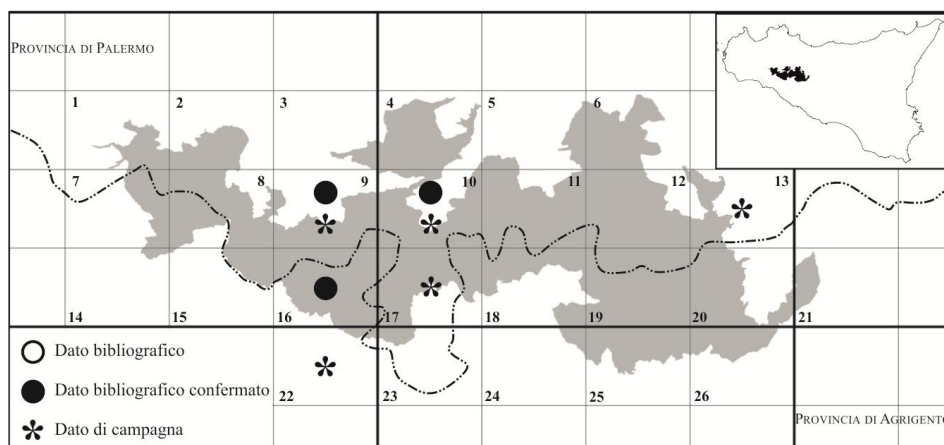 PROVINCIA DI PALERMO
1 2 3 4 5 6
7 8 9 10 11 12 13
14 15 16 17 18 19 20 21
Dato bibliografico
Dato bibliografico confermato
22 23 24 25 26
Dato di campagna
PROVINCIA DI AGRIGENTO